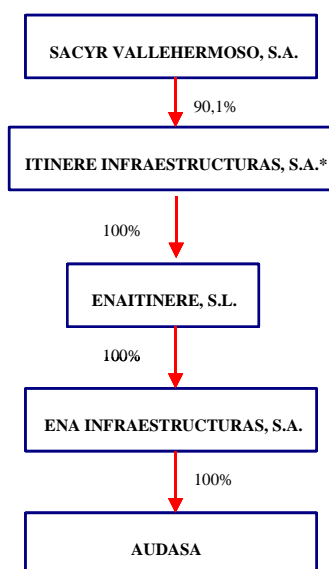 SACYR VALLEHERMOSO, S.A.
90,1%
ITINERE INFRAESTRUCTURAS, S.A.*
100%
ENAITINERE, S.L.
100%
ENA INFRAESTRUCTURAS, S.A.
100%
AUDASA